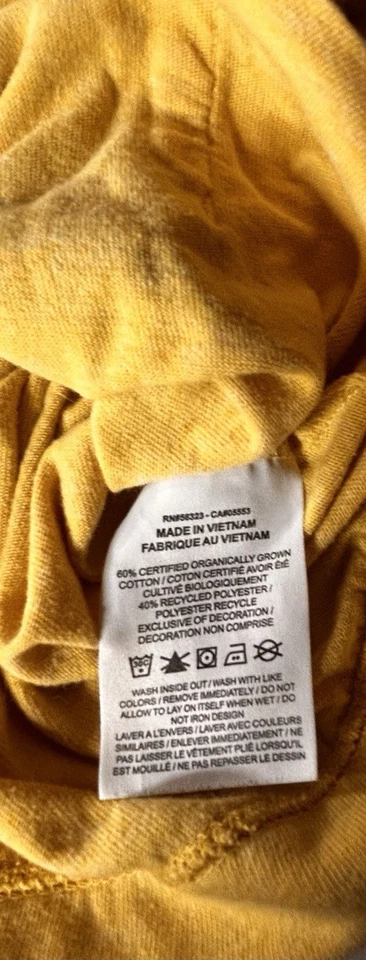 RN#56323 - CA#05553
MADE IN VIETNAM
FABRIQUE AU VIETNAM
60% CERTIFIED ORGANICALLY GROWN
COTTON / COTON CERTIFIÉ AVOIR ÉTÉ
CULTIVÉ BIOLOGIQUEMENT
40% RECYCLED POLYESTER /
POLYESTER RECYCLE
EXCLUSIVE OF DECORATION /
DECORATION NON COMPRISE
30C
WASH INSIDE OUT / WASH WITH LIKE
COLORS / REMOVE IMMEDIATELY / DO NOT
ALLOW TO LAY ON ITSELF WHEN WET / DO
NOT IRON DESIGN
LAVER A L'ENVERS / LAVER AVEC COULEURS
SIMILAIRES / ENLEVER IMMEDIATEMENT / NE
PAS LAISSER LE VÊTEMENT PLIÉ LORSQU'IL
EST MOUILLÉ / NE PAS REPASSER LE DESSIN